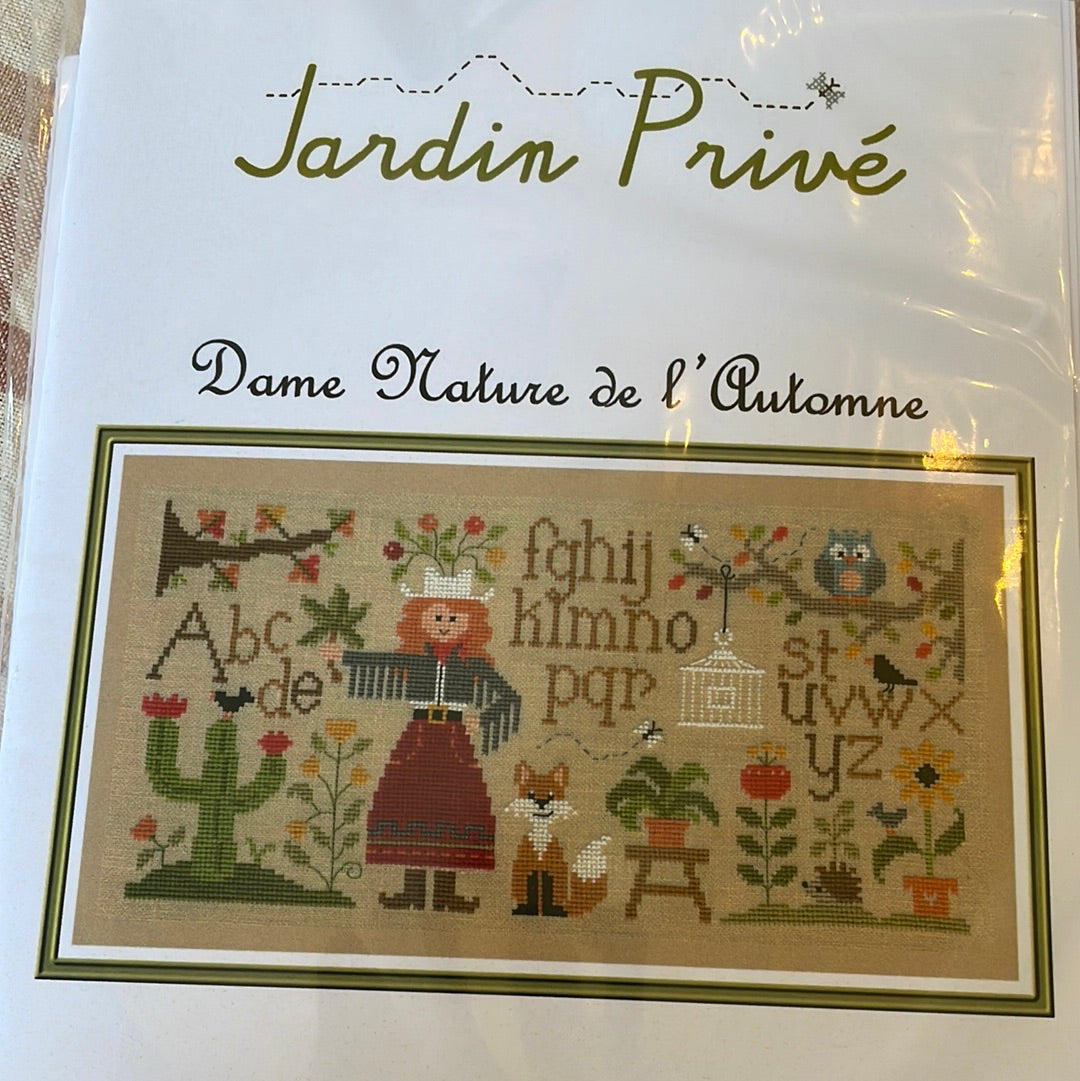 Jardin Privé
Dame Nature de l'Automne
Abc
de
fghij
klmno
pqr
st
uvwx
yz